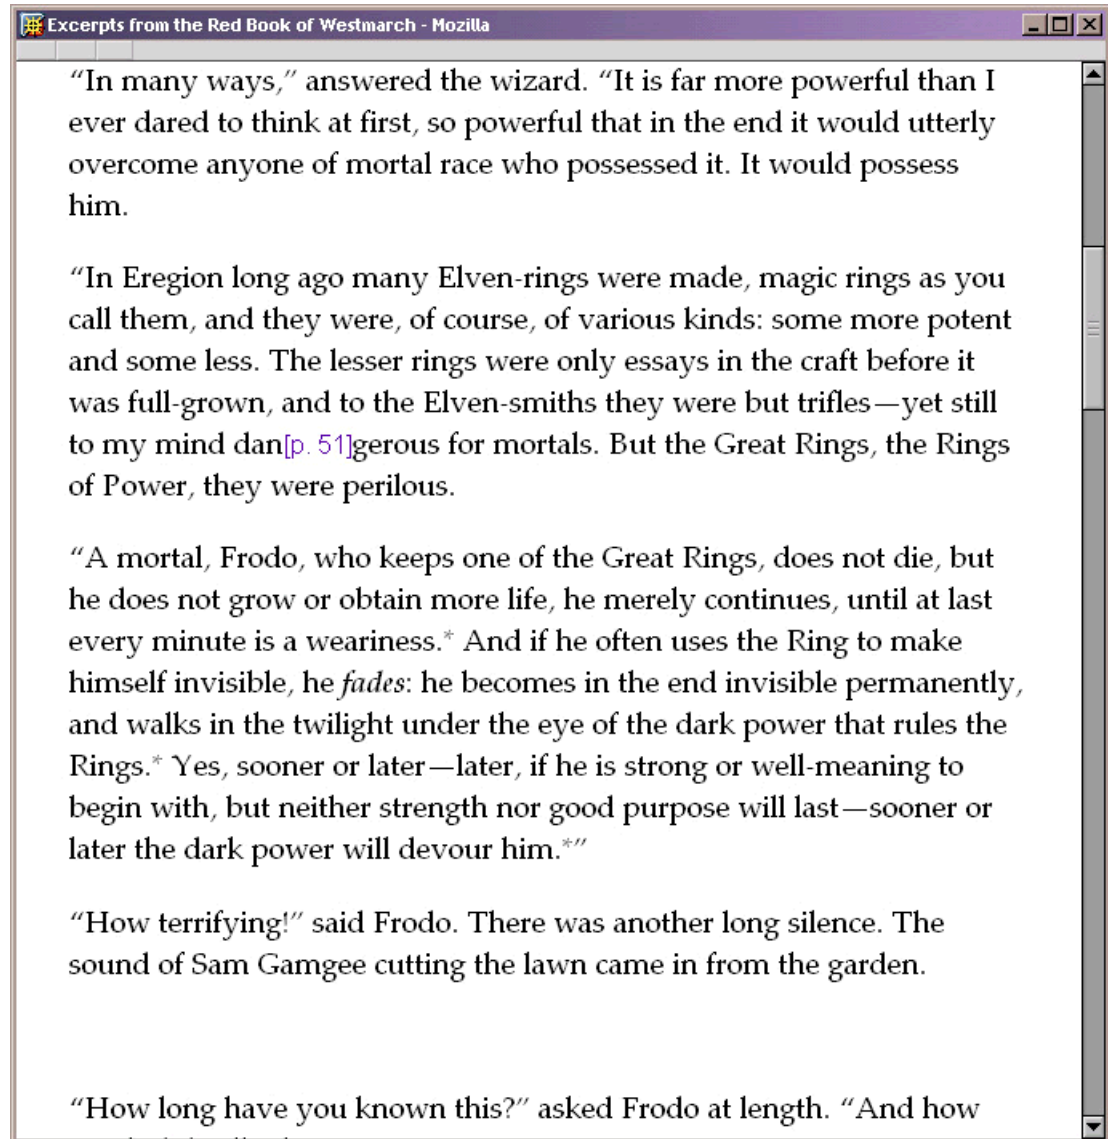 Excerpts from the Red Book of Westmarch - Mozilla
“In many ways,” answered the wizard. “It is far more powerful than I
ever dared to think at first, so powerful that in the end it would utterly
overcome anyone of mortal race who possessed it. It would possess
him.
“In Eregion long ago many Elven-rings were made, magic rings as you
call them, and they were, of course, of various kinds: some more potent
and some less. The lesser rings were only essays in the craft before it
was full-grown, and to the Elven-smiths they were but trifles—yet still
to my mind dan[p. 51]gerous for mortals. But the Great Rings, the Rings
of Power, they were perilous.
“A mortal, Frodo, who keeps one of the Great Rings, does not die, but
he does not grow or obtain more life, he merely continues, until at last
every minute is a weariness.* And if he often uses the Ring to make
himself invisible, he fades: he becomes in the end invisible permanently,
and walks in the twilight under the eye of the dark power that rules the
Rings.* Yes, sooner or later—later, if he is strong or well-meaning to
begin with, but neither strength nor good purpose will last—sooner or
later the dark power will devour him.*”
“How terrifying!” said Frodo. There was another long silence. The
sound of Sam Gamgee cutting the lawn came in from the garden.
“How long have you known this?” asked Frodo at length. “And how